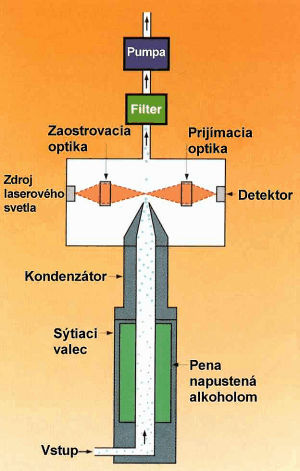 Pumpa
Filter
Zaostrovacia
optika
Prijímacia
optika
Zdroj
laserového
svetla
Detektor
Kondenzátor
Sýtiaci
valec
Pena
napustená
alkoholom
Vstup